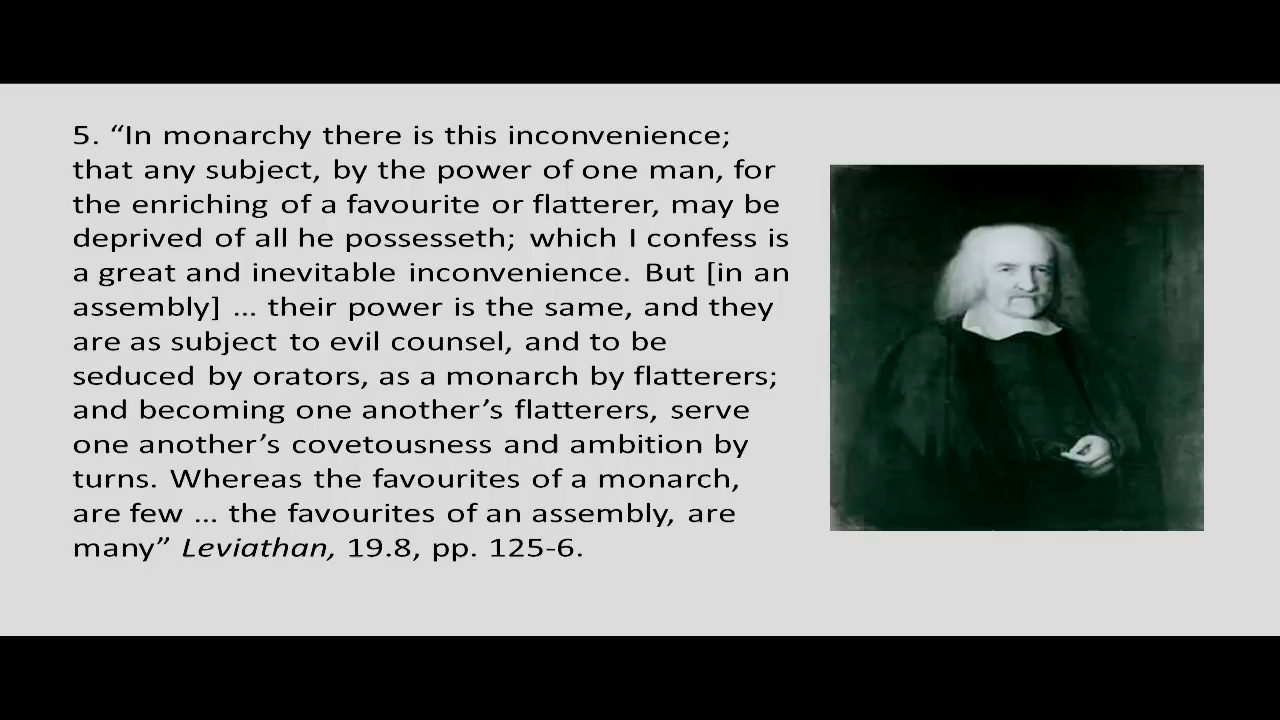 5. “In monarchy there is this inconvenience;
that any subject, by the power of one man, for
the enriching of a favourite or flatterer, may be
deprived of all he possesseth; which I confess is
a great and inevitable inconvenience. But [in an
assembly] ... their power is the same, and they
are as subject to evil counsel, and to be
seduced by orators, as a monarch by flatterers;
and becoming one another’s flatterers, serve
one another’s covetousness and ambition by
turns. Whereas the favourites of a monarch,
are few ... the favourites of an assembly, are
many” Leviathan, 19.8, pp. 125-6.